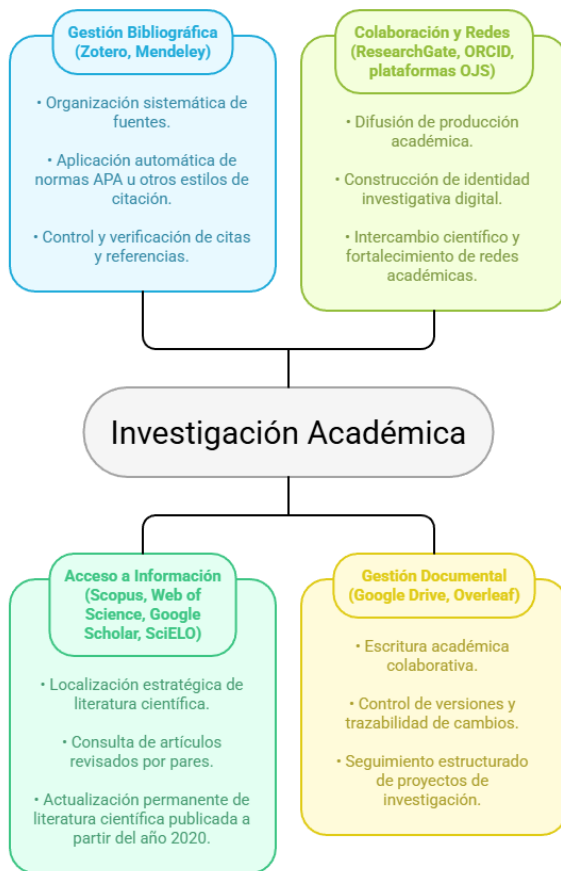 Gestión Bibliográfica
(Zotero, Mendeley)
• Organización sistemática de
fuentes.
• Aplicación automática de
normas APA u otros estilos de
citación.
• Control y verificación de citas
y referencias.
Colaboración y Redes
(ResearchGate, ORCID,
plataformas OJS)
• Difusión de producción
académica.
• Construcción de identidad
investigativa digital.
• Intercambio científico y
fortalecimiento de redes
académicas.
Investigación Académica
Acceso a Información
(Scopus, Web of
Science, Google
Scholar, SciELO)
• Localización estratégica de
literatura científica.
• Consulta de artículos
revisados por pares.
• Actualización permanente de
literatura científica publicada a
partir del año 2020.
Gestión Documental
(Google Drive, Overleaf)
• Escritura académica
colaborativa.
• Control de versiones y
trazabilidad de cambios.
• Seguimiento estructurado
de proyectos de
investigación.